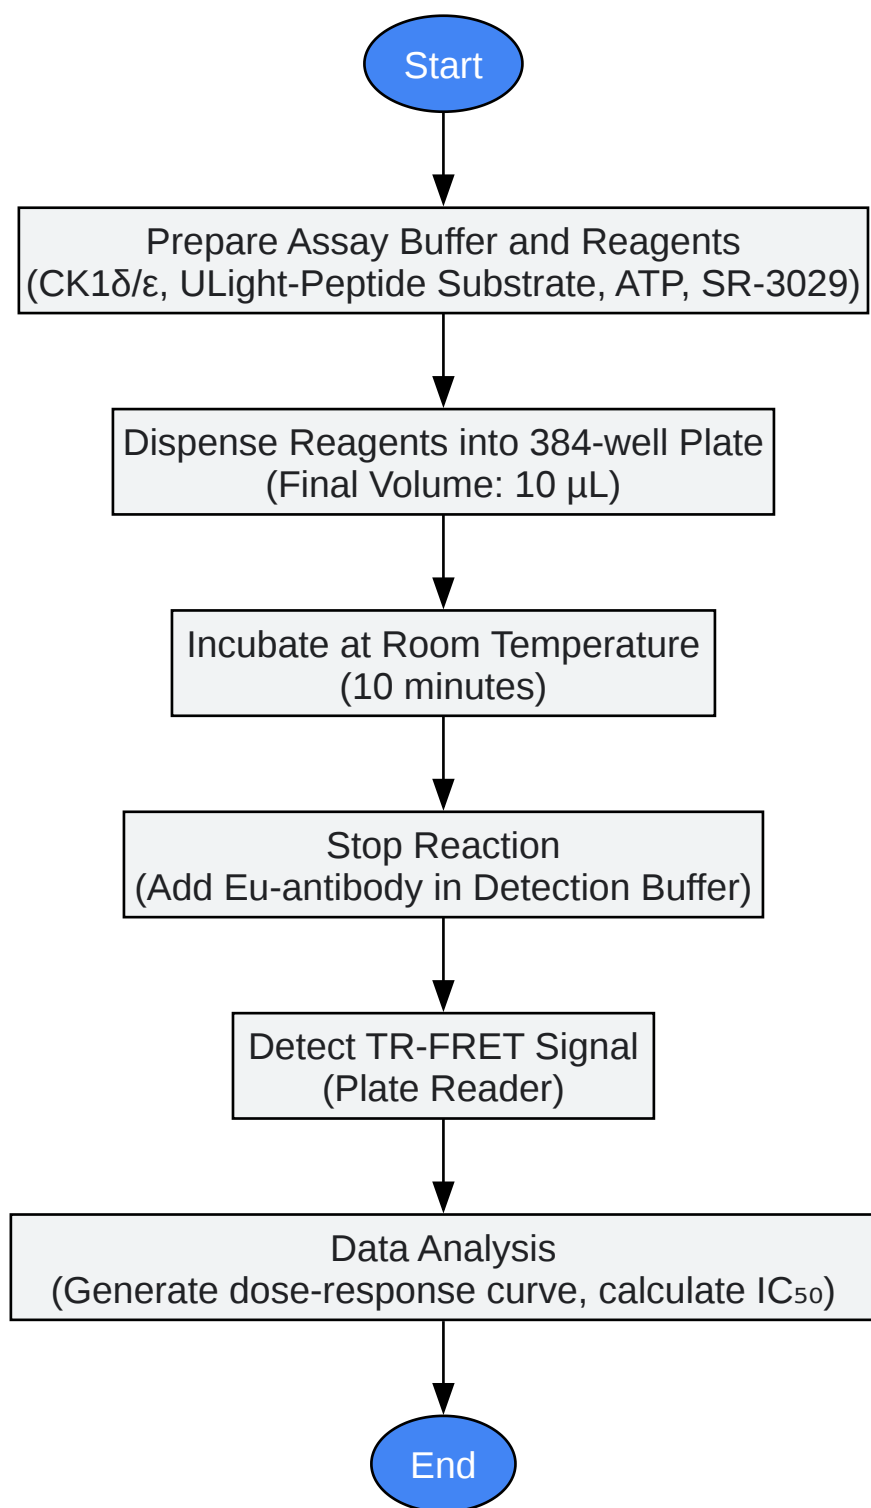 Start
Prepare Assay Buffer and Reagents
(CK1δ/ε, ULight-Peptide Substrate, ATP, SR-3029)
Dispense Reagents into 384-well Plate
(Final Volume: 10 µL)
Incubate at Room Temperature
(10 minutes)
Stop Reaction
(Add Eu-antibody in Detection Buffer)
Detect TR-FRET Signal
(Plate Reader)
Data Analysis
(Generate dose-response curve, calculate IC₅₀)
End